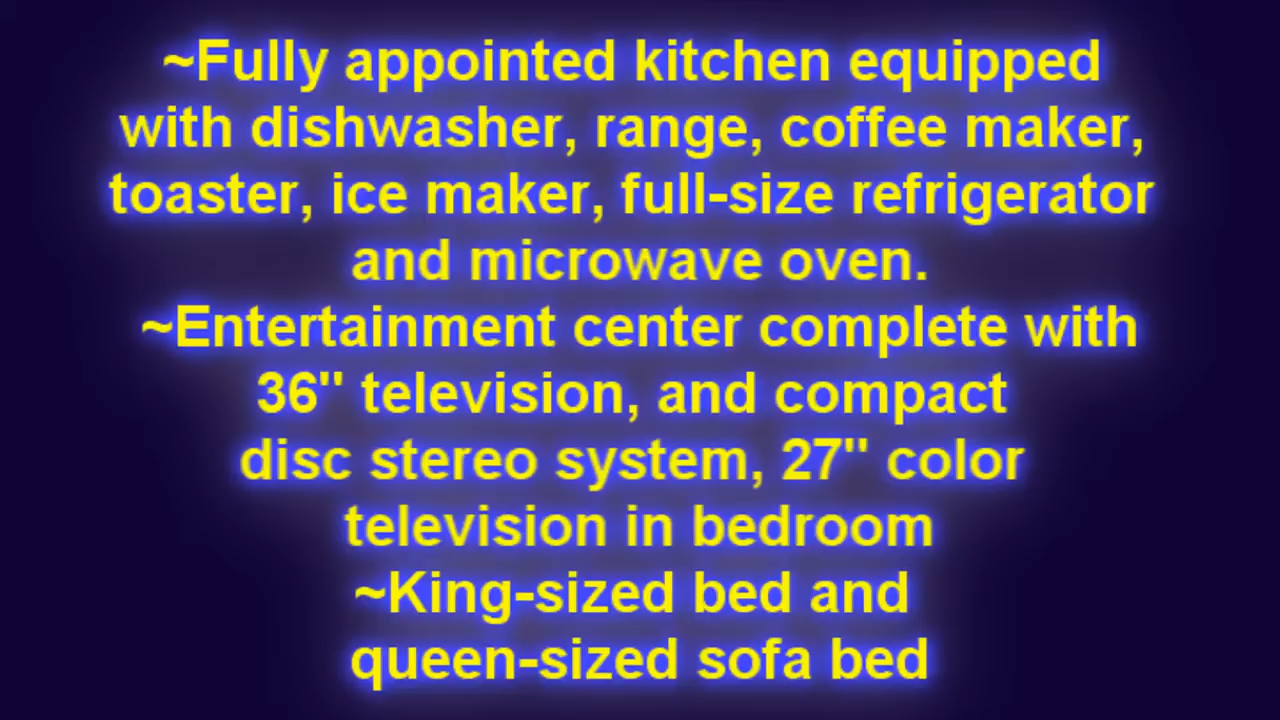 ~Fully appointed kitchen equipped
with dishwasher, range, coffee maker,
toaster, ice maker, full-size refrigerator
and microwave oven.
~Entertainment center complete with
36" television, and compact
disc stereo system, 27" color
television in bedroom
~King-sized bed and
queen-sized sofa bed